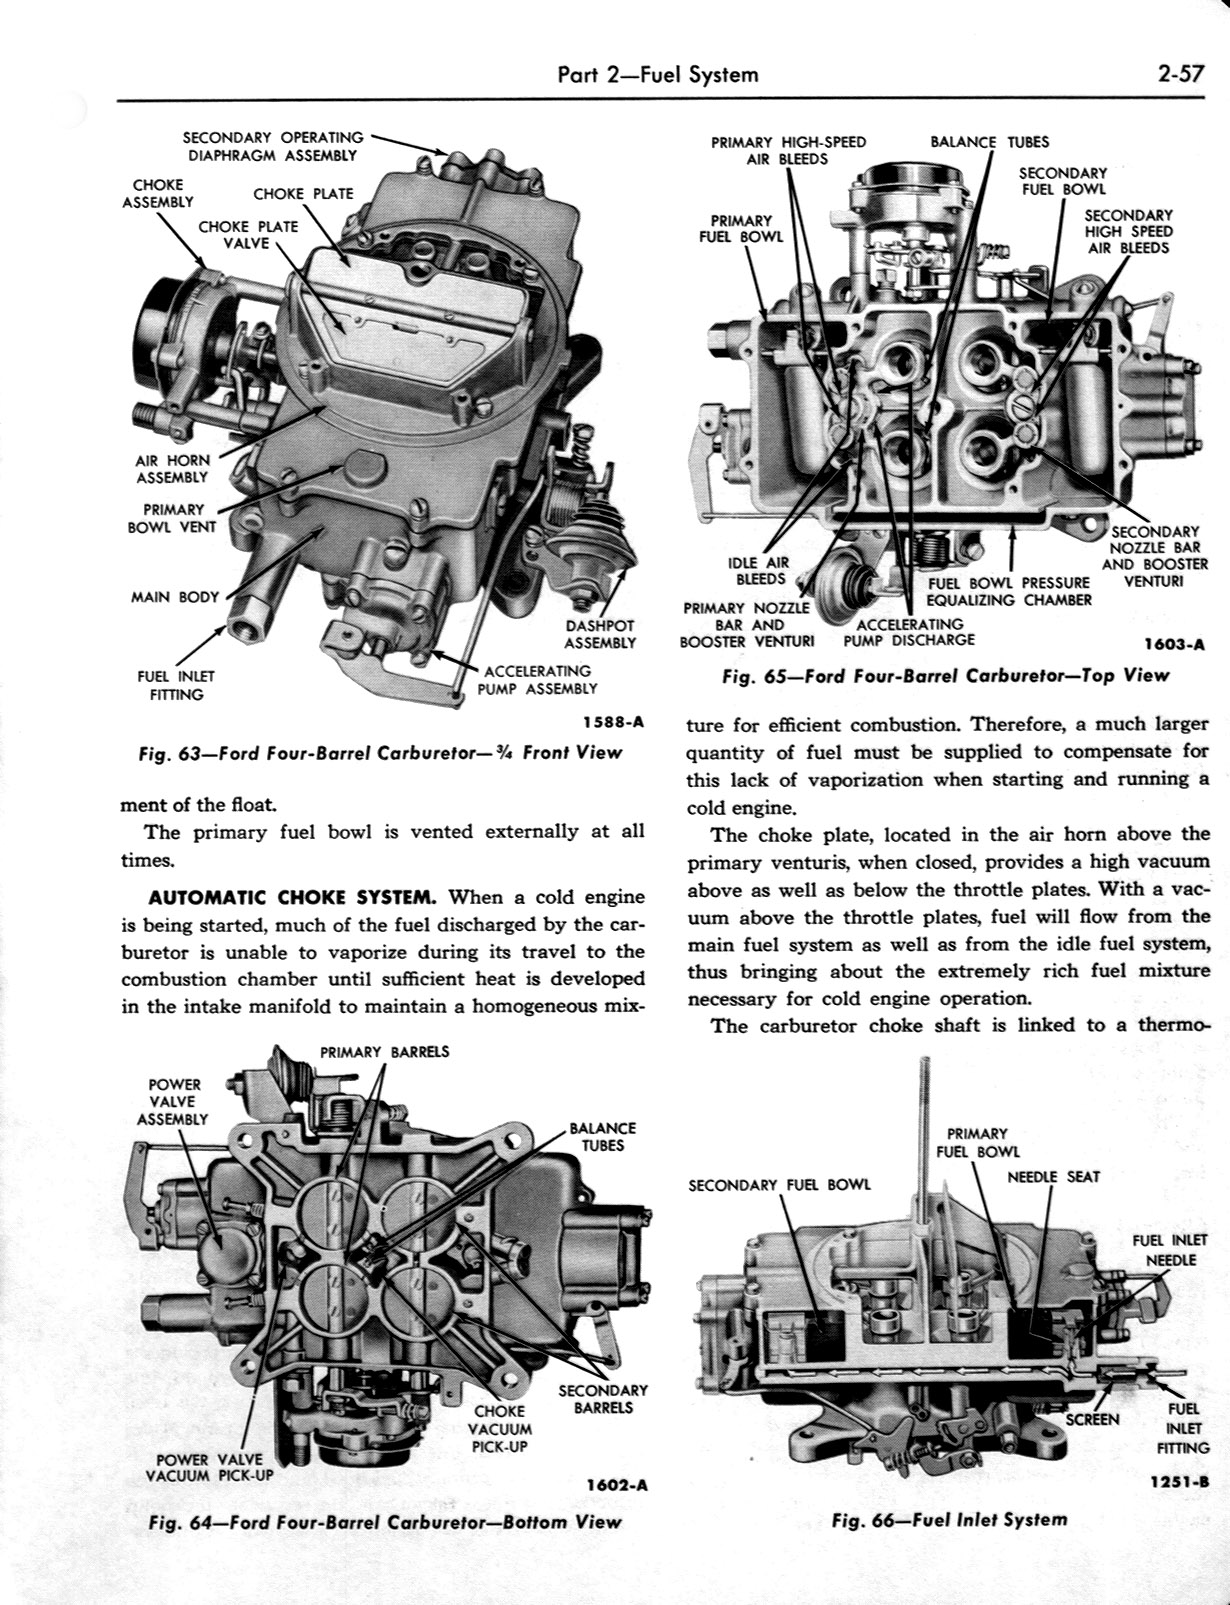 Part 2—Fuel System
2-57
SECONDARY OPERATING
DIAPHRAGM ASSEMBLY
CHOKE
ASSEMBLY
CHOKE PLATE
CHOKE PLATE
VALVE
AIR HORN
ASSEMBLY
PRIMARY
BOWL VENT
MAIN BODY
FUEL INLET
FITTING
DASHPOT
ASSEMBLY
ACCELERATING
PUMP ASSEMBLY
1588-A
Fig. 63—Ford Four-Barrel Carburetor—¾ Front View
ment of the float.
The primary fuel bowl is vented externally at all
times.
AUTOMATIC CHOKE SYSTEM. When a cold engine
is being started, much of the fuel discharged by the car-
buretor is unable to vaporize during its travel to the
combustion chamber until sufficient heat is developed
in the intake manifold to maintain a homogeneous mix-
PRIMARY BARRELS
POWER
VALVE
ASSEMBLY
BALANCE
TUBES
SECONDARY
BARRELS
CHOKE
VACUUM
PICK-UP
POWER VALVE
VACUUM PICK-UP
1602-A
Fig. 64—Ford Four-Barrel Carburetor—Bottom View
PRIMARY HIGH-SPEED
AIR BLEEDS
BALANCE TUBES
SECONDARY
FUEL BOWL
PRIMARY
FUEL BOWL
SECONDARY
HIGH SPEED
AIR BLEEDS
IDLE AIR
BLEEDS
PRIMARY NOZZLE
BAR AND
BOOSTER VENTURI
ACCELERATING
PUMP DISCHARGE
FUEL BOWL PRESSURE
EQUALIZING CHAMBER
SECONDARY
NOZZLE BAR
AND BOOSTER
VENTURI
1603-A
Fig. 65—Ford Four-Barrel Carburetor—Top View
ture for efficient combustion. Therefore, a much larger
quantity of fuel must be supplied to compensate for
this lack of vaporization when starting and running a
cold engine.
The choke plate, located in the air horn above the
primary venturis, when closed, provides a high vacuum
above as well as below the throttle plates. With a vac-
uum above the throttle plates, fuel will flow from the
main fuel system as well as from the idle fuel system,
thus bringing about the extremely rich fuel mixture
necessary for cold engine operation.
The carburetor choke shaft is linked to a thermo-
PRIMARY
FUEL BOWL
SECONDARY FUEL BOWL
NEEDLE SEAT
FUEL INLET
NEEDLE
SCREEN
FUEL
INLET
FITTING
1251-B
Fig. 66—Fuel Inlet System